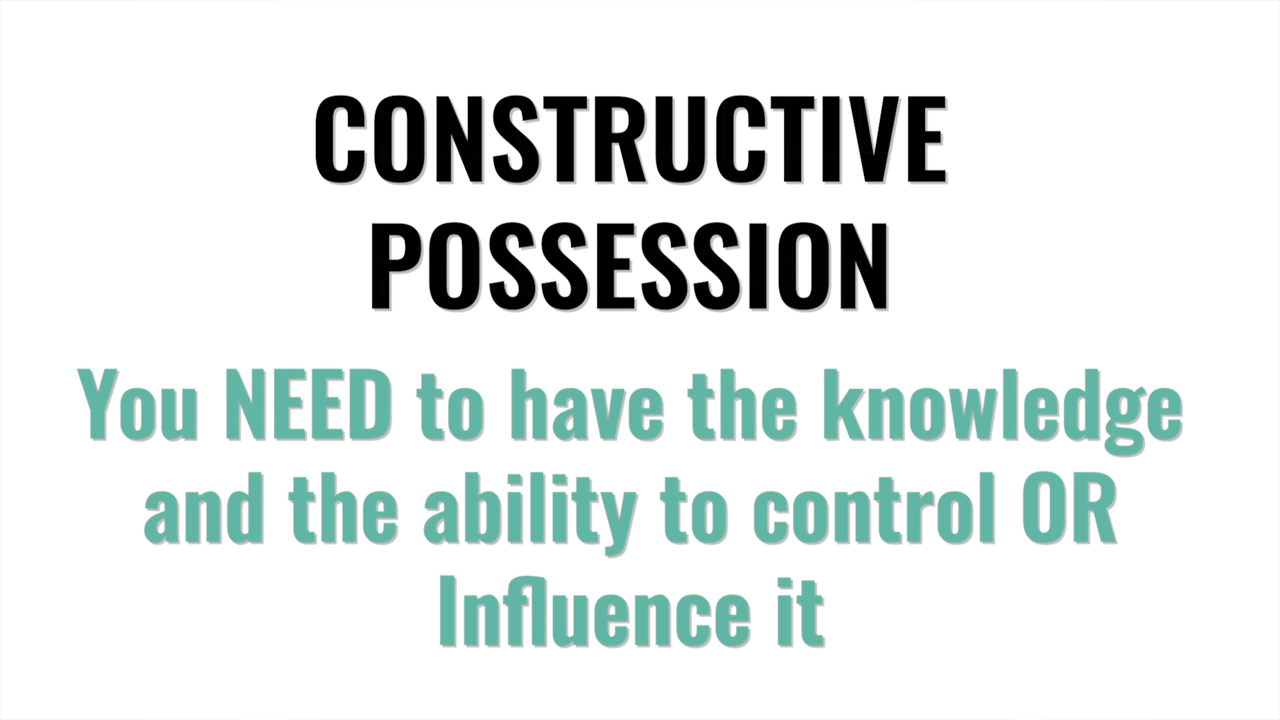 CONSTRUCTIVE
POSSESSION
You NEED to have the knowledge
and the ability to control OR
Influence it